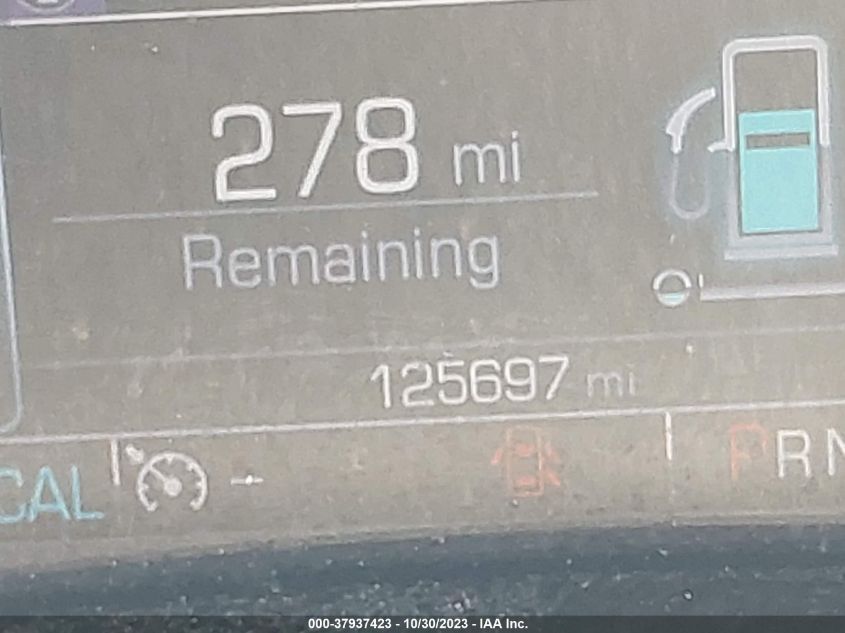 278 mi
Remaining
125697 mi
CAL
PRN
000-37937423 - 10/30/2023 - IAA Inc.